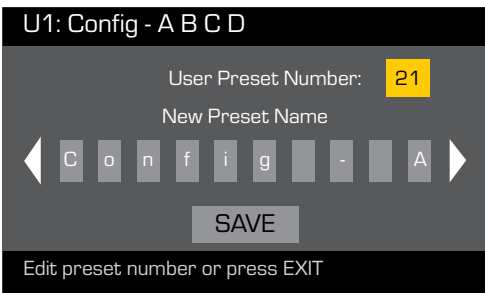 U1: Config - A B C D
User Preset Number: 21
New Preset Name
C o n f i g - A
SAVE
Edit preset number or press EXIT